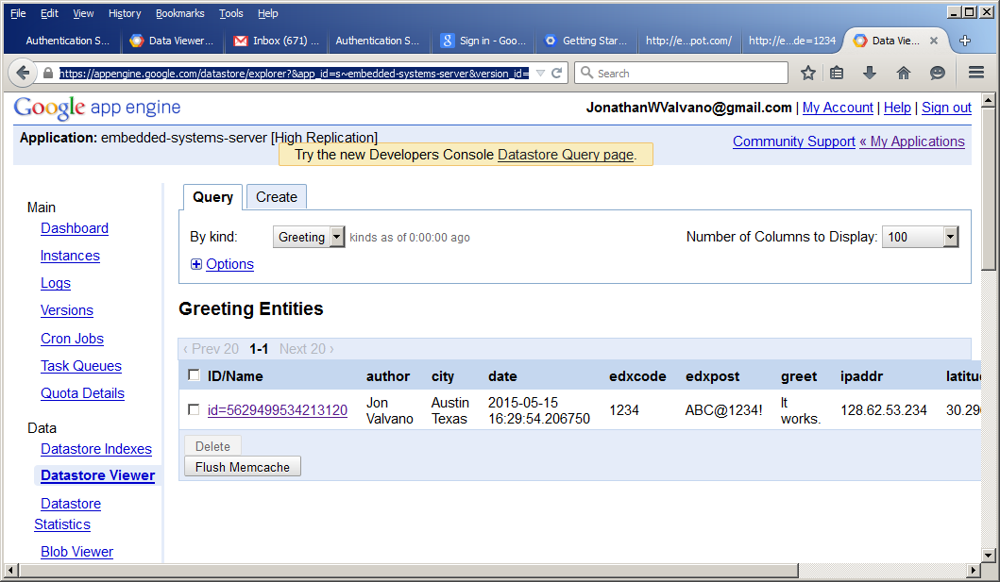 File Edit View History Bookmarks Tools Help
Authentication S... Data Viewer... Inbox (671) ... Authentication S... Sign in - Goo... Getting Star... http://e...pot.com/ http://e...de=1234 Data Vie...
https://appengine.google.com/datastore/explorer?&app_id=s~embedded-systems-server&version_id=
Search
Google app engine
JonathanWValvano@gmail.com | My Account | Help | Sign out
Application: embedded-systems-server [High Replication]
Try the new Developers Console Datastore Query page.
Community Support « My Applications
Main
Dashboard
Instances
Logs
Versions
Cron Jobs
Task Queues
Quota Details
Data
Datastore Indexes
Datastore Viewer
Datastore
Statistics
Blob Viewer
Query Create
By kind: Greeting kinds as of 0:00:00 ago
Number of Columns to Display: 100
Options
Greeting Entities
‹ Prev 20 1-1 Next 20 ›
ID/Name author city date edxcode edxpost greet ipaddr
id=5629499534213120 Jon Valvano Austin Texas 2015-05-15 16:29:54.206750 1234 ABC@1234! It works. 128.62.53.234
Delete
Flush Memcache